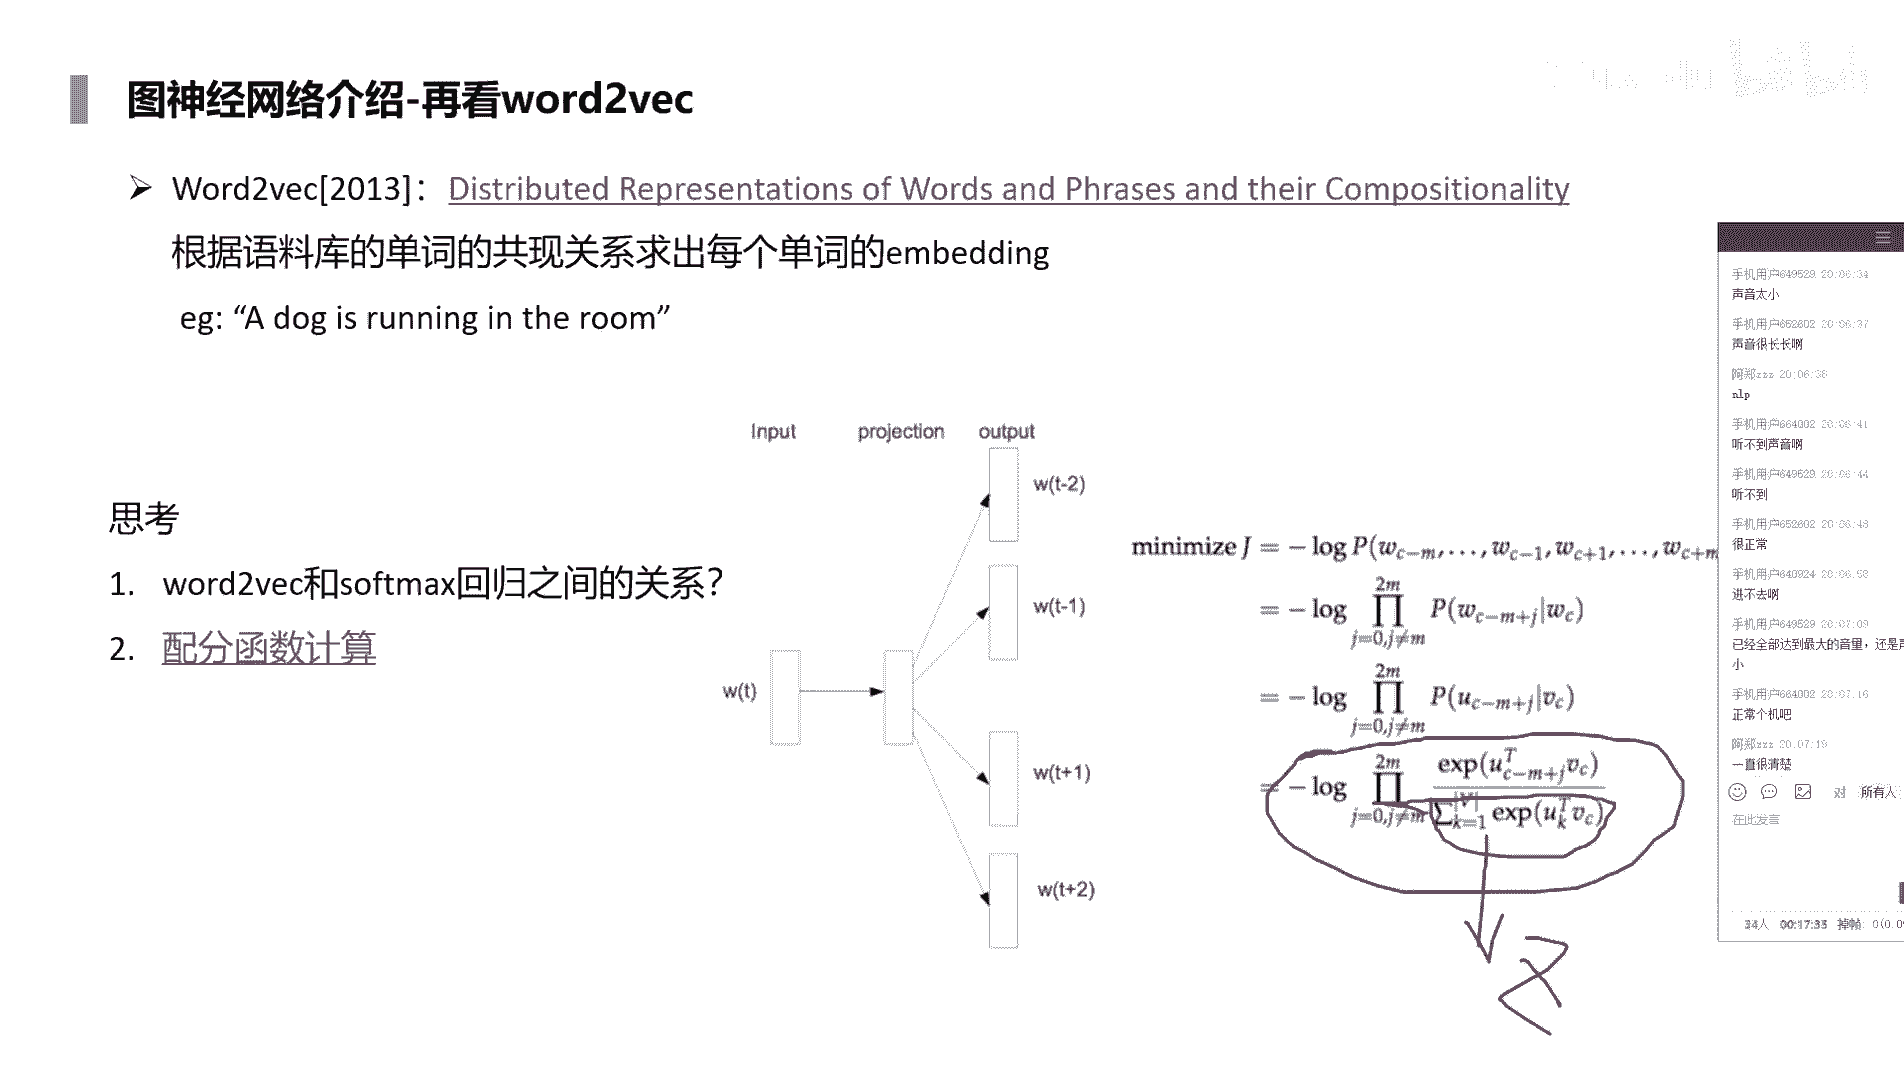 图神经网络介绍-再看word2vec
Word2vec[2013]：Distributed Representations of Words and Phrases and their Compositionality
根据语料库的单词的共现关系求出每个单词的embedding
eg: “A dog is running in the room”
思考
1. word2vec和softmax回归之间的关系?
2. 配分函数计算
Input projection output
w(t-2)
w(t-1)
w(t)
w(t+1)
w(t+2)
minimize J = − log P(w_{c−m}, . . . , w_{c−1}, w_{c+1}, . . . , w_{c+m}
= − log ∏_{j=0,j≠m}^{2m} P(w_{c−m+j}|w_c)
= − log ∏_{j=0,j≠m}^{2m} P(u_{c−m+j}|v_c)
= − log ∏_{j=0,j≠m}^{2m} exp(u_{c−m+j}^T v_c) / ∑_{k=1}^{|V|} exp(u_k^T v_c)
手机用户649529 20:06:34
声音太小
手机用户652602 20:06:37
声音很长长啊
阿郑zzz 20:06:38
nlp
手机用户664002 20:06:41
听不到声音啊
手机用户649529 20:06:44
听不到
手机用户652602 20:06:48
很正常
手机用户640924 20:06:58
进不去啊
手机用户649529 20:07:09
已经全部达到最大的音量，还是声
小
手机用户664002 20:07:16
正常个机吧
阿郑zzz 20:07:19
一直很清楚
对 所有人
在此发言
34人 00:17:35 掉帧: 0(0.0